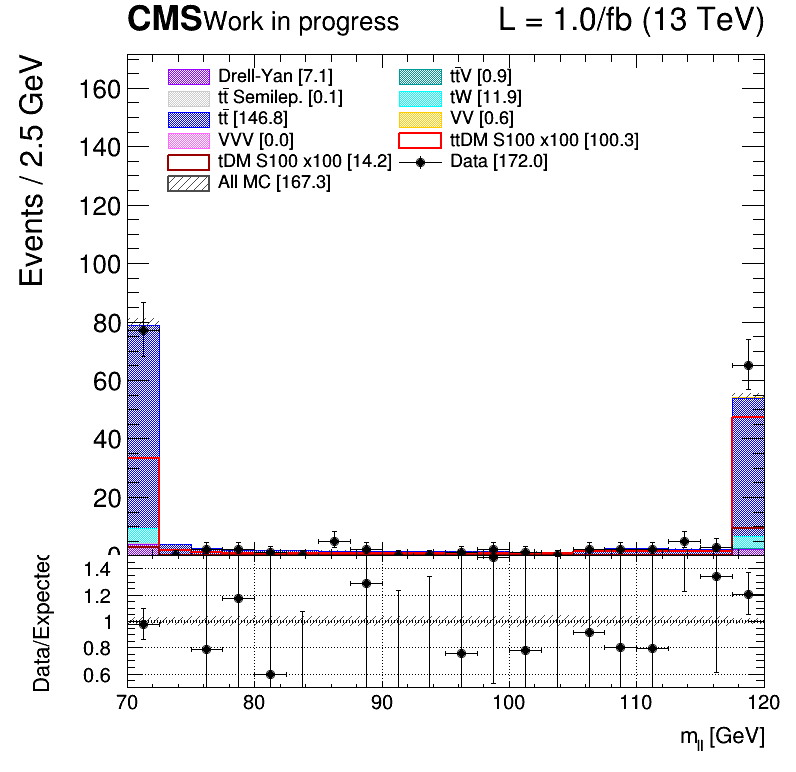 CMS Work in progress L = 1.0/fb (13 TeV)
Events / 2.5 GeV
Drell-Yan [7.1] tt̄V [0.9]
tt̄ Semilep. [0.1] tW [11.9]
tt̄ [146.8] VV [0.6]
VVV [0.0] ttDM S100 x100 [100.3]
tDM S100 x100 [14.2] Data [172.0]
All MC [167.3]
160
140
120
100
80
60
40
20
0
Data/Expected
1.4
1.2
1
0.8
0.6
70 80 90 100 110 120
m_ll [GeV]